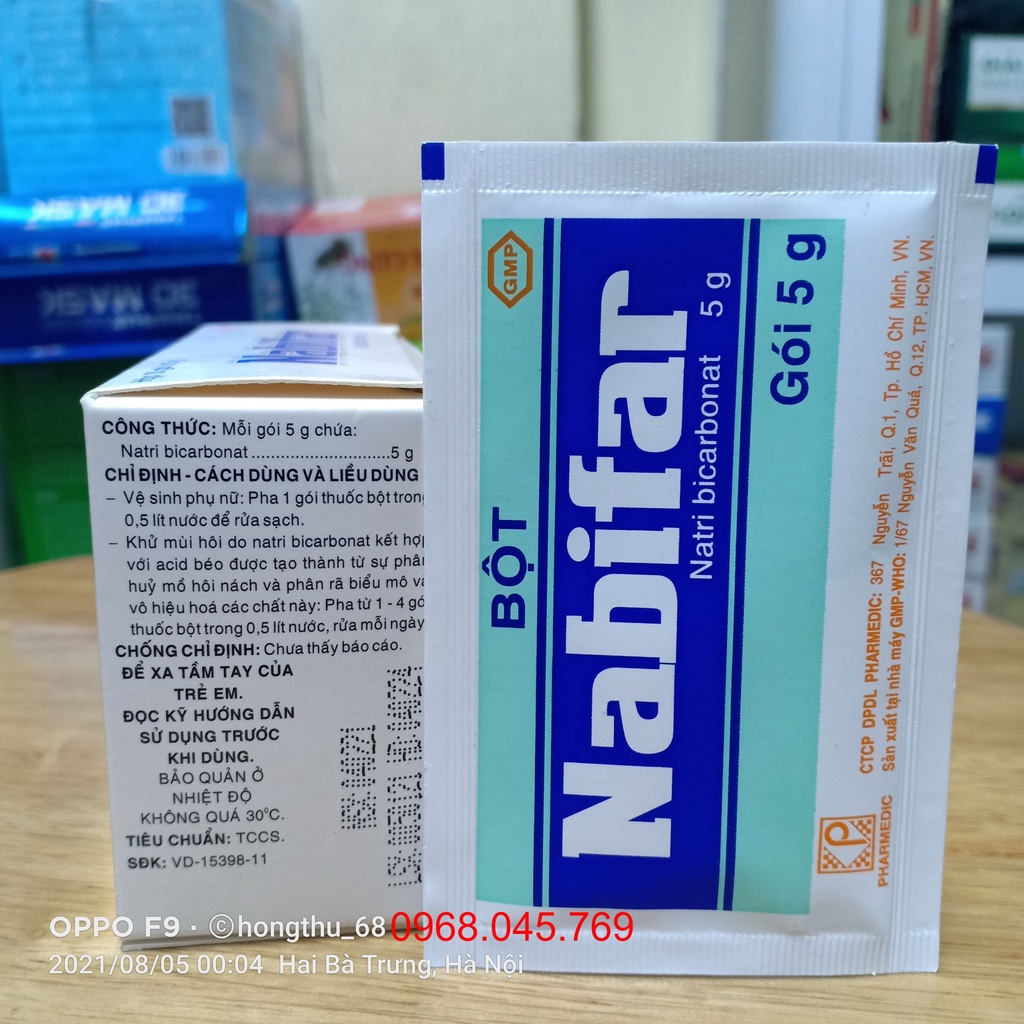 3D MASK
3D MASK
CÔNG THỨC: Mỗi gói 5 g chứa:
Natri bicarbonat..............................5 g
CHỈ ĐỊNH - CÁCH DÙNG VÀ LIỀU DÙNG
– Vệ sinh phụ nữ: Pha 1 gói thuốc bột trong
0,5 lít nước để rửa sạch.
– Khử mùi hôi do natri bicarbonat kết hợp
với acid béo được tạo thành từ sự phân
huỷ mồ hôi nách và phân rã biểu mô và
vô hiệu hoá các chất này: Pha từ 1 - 4 gó
thuốc bột trong 0,5 lít nước, rửa mỗi ngày
CHỐNG CHỈ ĐỊNH: Chưa thấy báo cáo.
ĐỂ XA TẦM TAY CỦA
TRẺ EM.
ĐỌC KỸ HƯỚNG DẪN
SỬ DỤNG TRƯỚC
KHI DÙNG.
BẢO QUẢN Ở
NHIỆT ĐỘ
KHÔNG QUÁ 30⁰C.
TIÊU CHUẨN: TCCS.
SĐK: VD-15398-11
GMP
BỘT
Nabifar
Natri bicarbonat 5 g
Gói 5 g
PHARMEDIC
CTCP DPDL PHARMEDIC: 367 Nguyễn Trãi, Q.1, Tp. Hồ Chí Minh, VN.
Sản xuất tại nhà máy GMP-WHO: 1/67 Nguyễn Văn Quá, Q.12, TP. HCM, VN.
OPPO F9 · ©hongthu_68 0968.045.769
2021/08/05 00:04 Hai Bà Trưng, Hà Nội